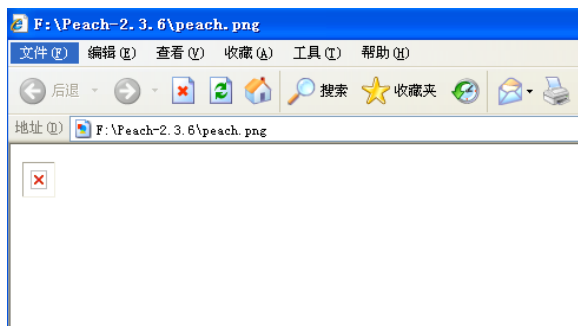 F:\Peach-2.3.6\peach.png
文件(F) 编辑(E) 查看(V) 收藏(A) 工具(T) 帮助(H)
后退 搜索 收藏夹
地址(D) F:\Peach-2.3.6\peach.png